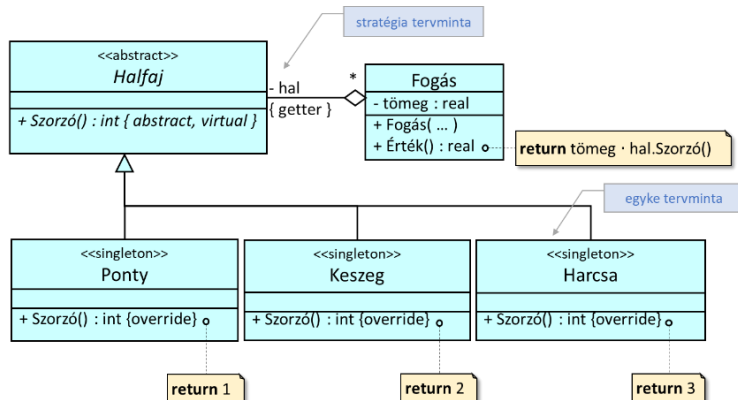 stratégia tervminta
<<abstract>>
Halfaj
+ Szorzó() : int { abstract, virtual }
- hal
{ getter }
*
Fogás
- tömeg : real
+ Fogás( ... )
+ Érték() : real
return tömeg · hal.Szorzó()
egyke tervminta
<<singleton>>
Ponty
+ Szorzó() : int {override}
return 1
<<singleton>>
Keszeg
+ Szorzó() : int {override}
return 2
<<singleton>>
Harcsa
+ Szorzó() : int {override}
return 3